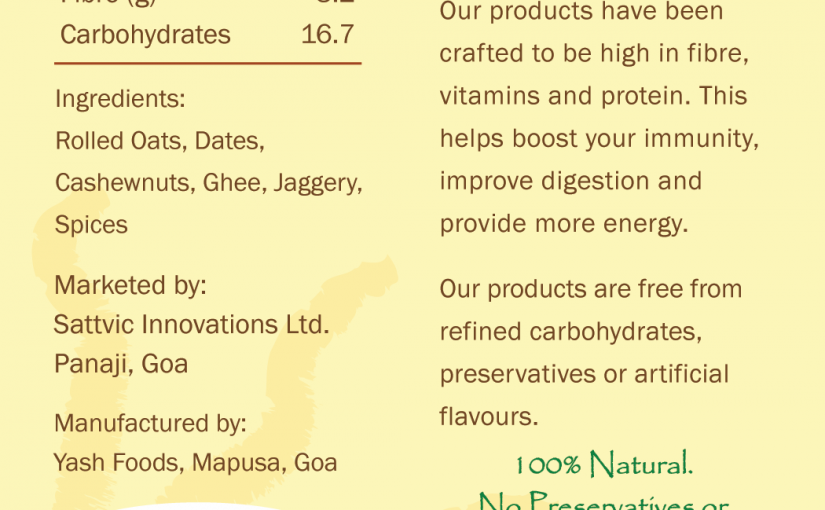 Carbohydrates 16.7
Ingredients:
Rolled Oats, Dates,
Cashewnuts, Ghee, Jaggery,
Spices
Marketed by:
Sattvic Innovations Ltd.
Panaji, Goa
Manufactured by:
Yash Foods, Mapusa, Goa
Our products have been
crafted to be high in fibre,
vitamins and protein. This
helps boost your immunity,
improve digestion and
provide more energy.
Our products are free from
refined carbohydrates,
preservatives or artificial
flavours.
100% Natural.
No Preservatives or